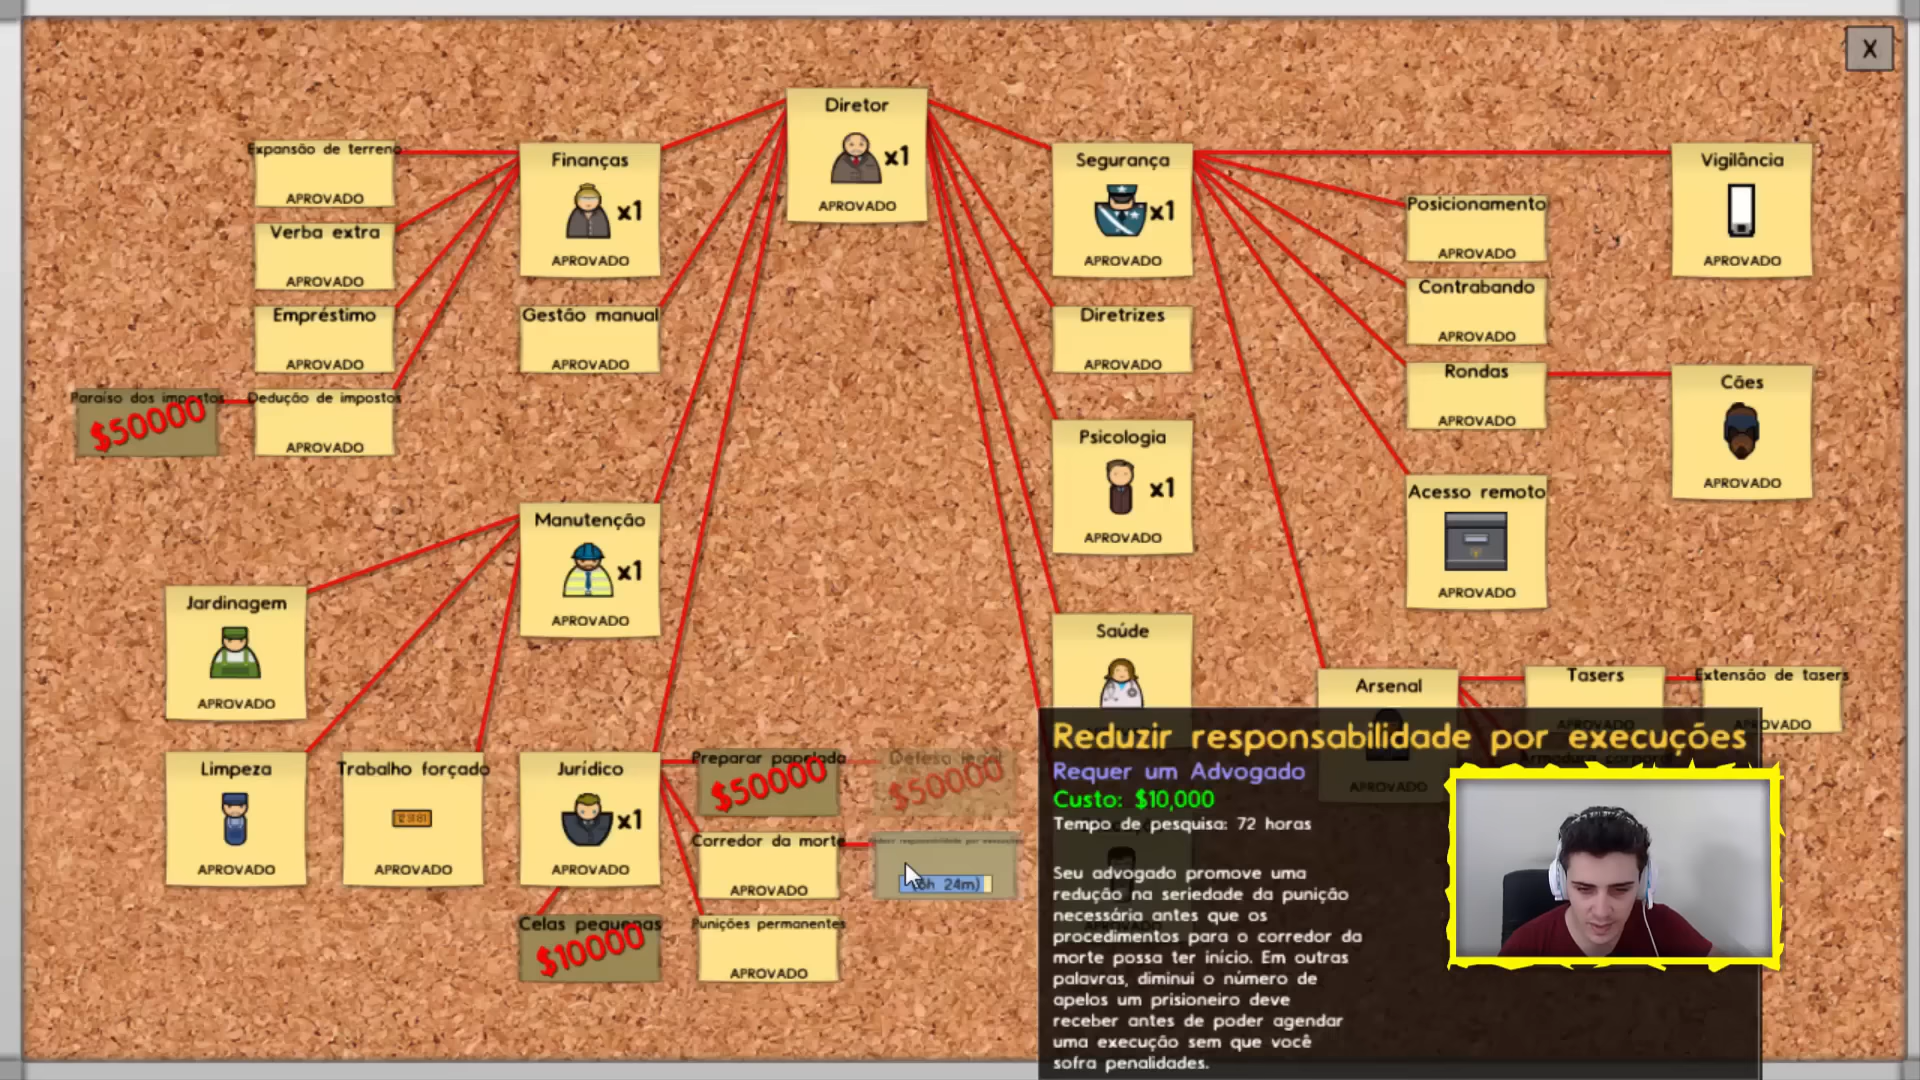 X
Diretor
x1
APROVADO
Expansão de terreno
APROVADO
Finanças
x1
APROVADO
Segurança
x1
APROVADO
Vigilância
APROVADO
Verba extra
APROVADO
Posicionamento
APROVADO
Empréstimo
APROVADO
Gestão manual
APROVADO
Diretrizes
APROVADO
Contrabando
APROVADO
Paraíso dos impostos
$50000
Dedução de impostos
APROVADO
Rondas
APROVADO
Cães
APROVADO
Psicologia
x1
APROVADO
Acesso remoto
APROVADO
Manutenção
x1
APROVADO
Jardinagem
APROVADO
Saúde
Arsenal
APROVADO
Tasers
APROVADO
Extensão de tasers
APROVADO
Limpeza
APROVADO
Trabalho forçado
APROVADO
Jurídico
x1
APROVADO
Preparar papelada
$50000
Defesa legal
$50000
Corredor da morte
APROVADO
24m)
Celas pequenas
$10000
Punições permanentes
APROVADO
Reduzir responsabilidade por execuções
Requer um Advogado
Custo: $10,000
Tempo de pesquisa: 72 horas
Seu advogado promove uma
redução na seriedade da punição
necessária antes que os
procedimentos para o corredor da
morte possa ter início. Em outras
palavras, diminui o número de
apelos um prisioneiro deve
receber antes de poder agendar
uma execução sem que você
sofra penalidades.